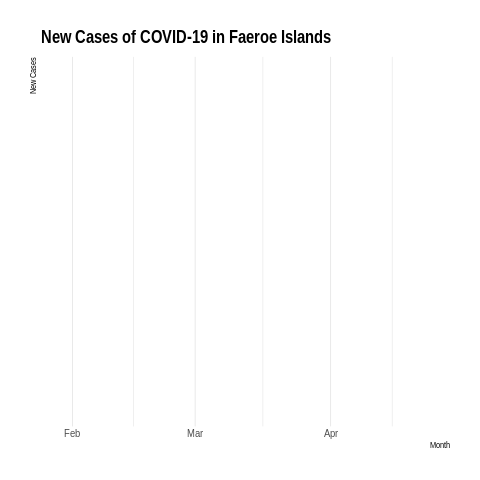 New Cases of COVID-19 in Faeroe Islands
New Cases
Feb Mar Apr
Month